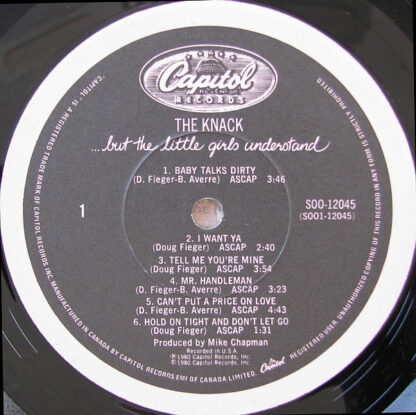 Capitol
RECORDS
THE KNACK
...but the little girls understand
1. BABY TALKS DIRTY
(D. Fieger-B. Averre) ASCAP 3:46
1
SOO-12045
(SOO1-12045)
2. I WANT YA
(Doug Fieger) ASCAP 2:40
3. TELL ME YOU'RE MINE
(Doug Fieger) ASCAP 3:54
4. MR. HANDLEMAN
(D. Fieger-B. Averre) ASCAP 3:23
5. CAN'T PUT A PRICE ON LOVE
(D. Fieger-B. Averre) ASCAP 4:43
6. HOLD ON TIGHT AND DON'T LET GO
(Doug Fieger) ASCAP 1:31
Produced by Mike Chapman
Recorded in U.S.A.
℗1980 Capitol Records, Inc.
©1980 Capitol Records, Inc.
"CAPITOL" IS A REGISTERED TRADE MARK OF CAPITOL RECORDS INC. MANUFACTURED IN CANADA BY CAPITOL RECORDS-EMI OF CANADA LIMITED. Capitol REGISTERED USER. UNAUTHORIZED COPYING OF THIS RECORD IN ANY FORM WHATSOEVER IS STRICTLY PROHIBITED